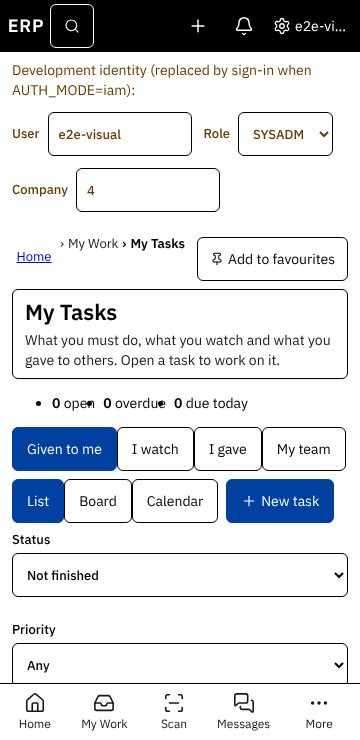 ERP e2e-vi...
Development identity (replaced by sign-in when
AUTH_MODE=iam):
User e2e-visual Role SYSADM
Company 4
Home › My Work › My Tasks Add to favourites
My Tasks
What you must do, what you watch and what you
gave to others. Open a task to work on it.
• 0 open • 0 overdue • 0 due today
Given to me I watch I gave My team
List Board Calendar + New task
Status
Not finished
Priority
Any
Home My Work Scan Messages More